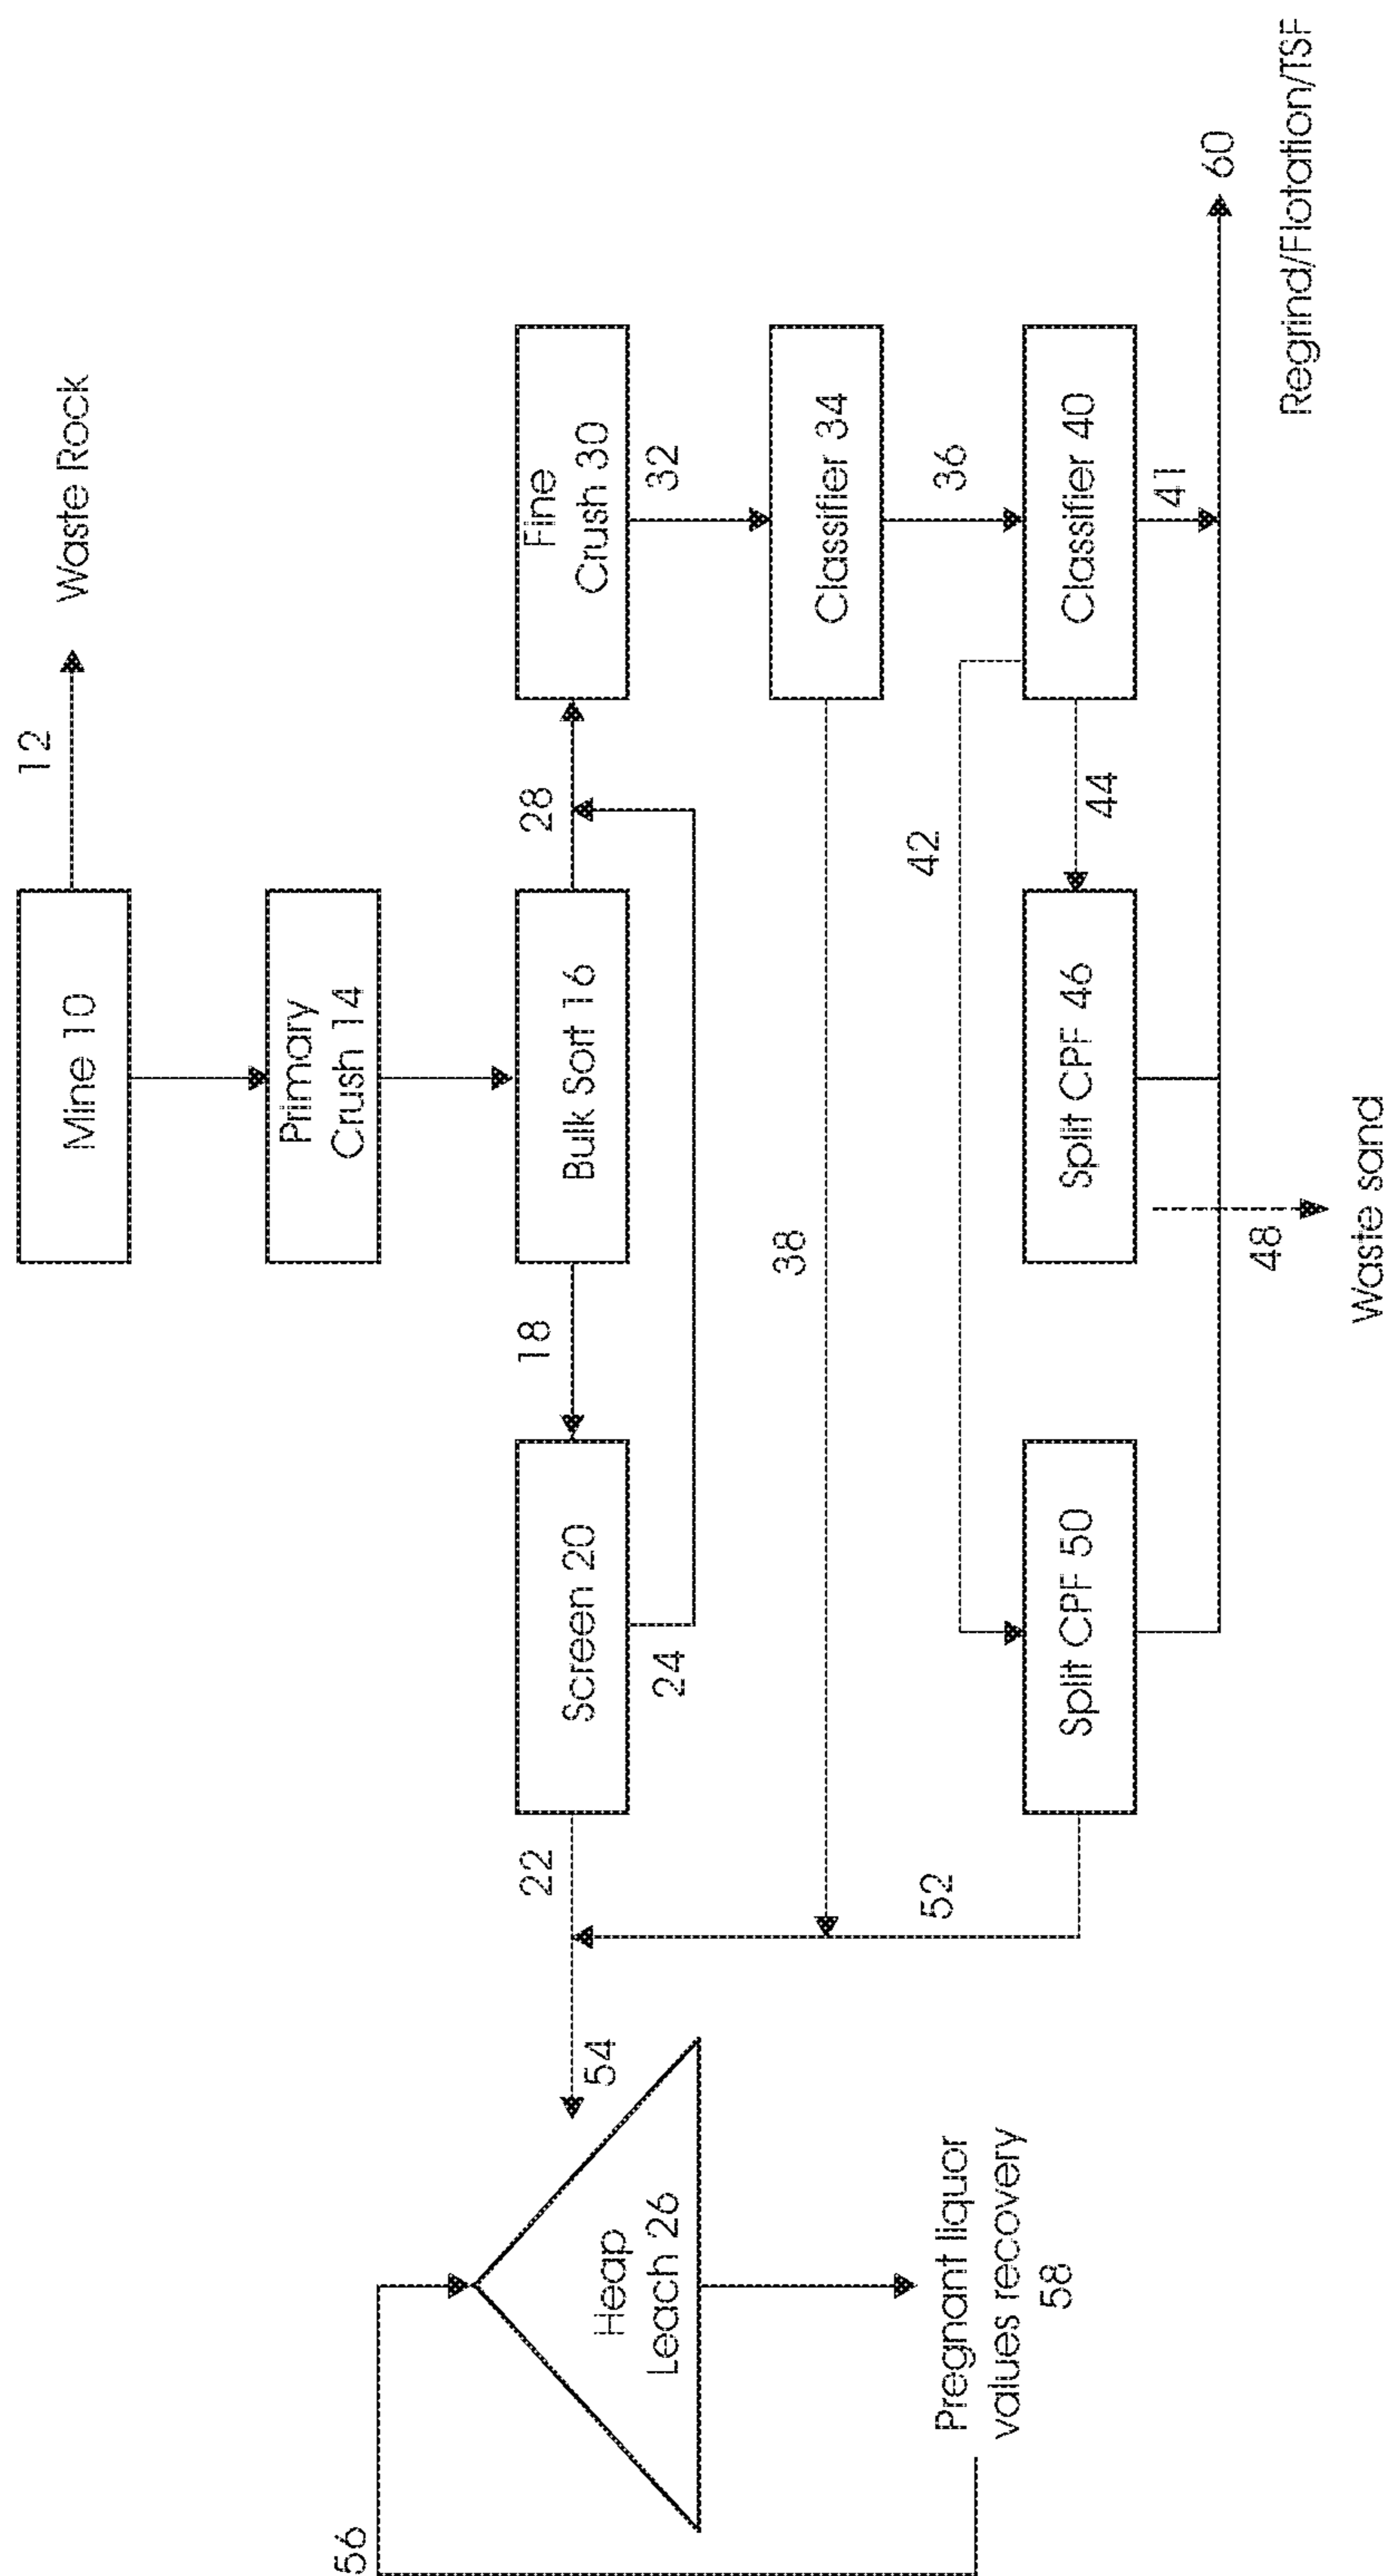 12
Waste Rock
Mine 10
Primary
Crush 14
56
22
Screen 20
18
Bulk Sort 16
28
Fine
Crush 30
54
24
32
Heap
Leach 26
38
Classifier 34
42
36
Pregnant liquor
values recovery
58
52
Split CPF 50
Split CPF 46
44
Classifier 40
41
60
48
Regrind/Flotation/TSF
Waste sand